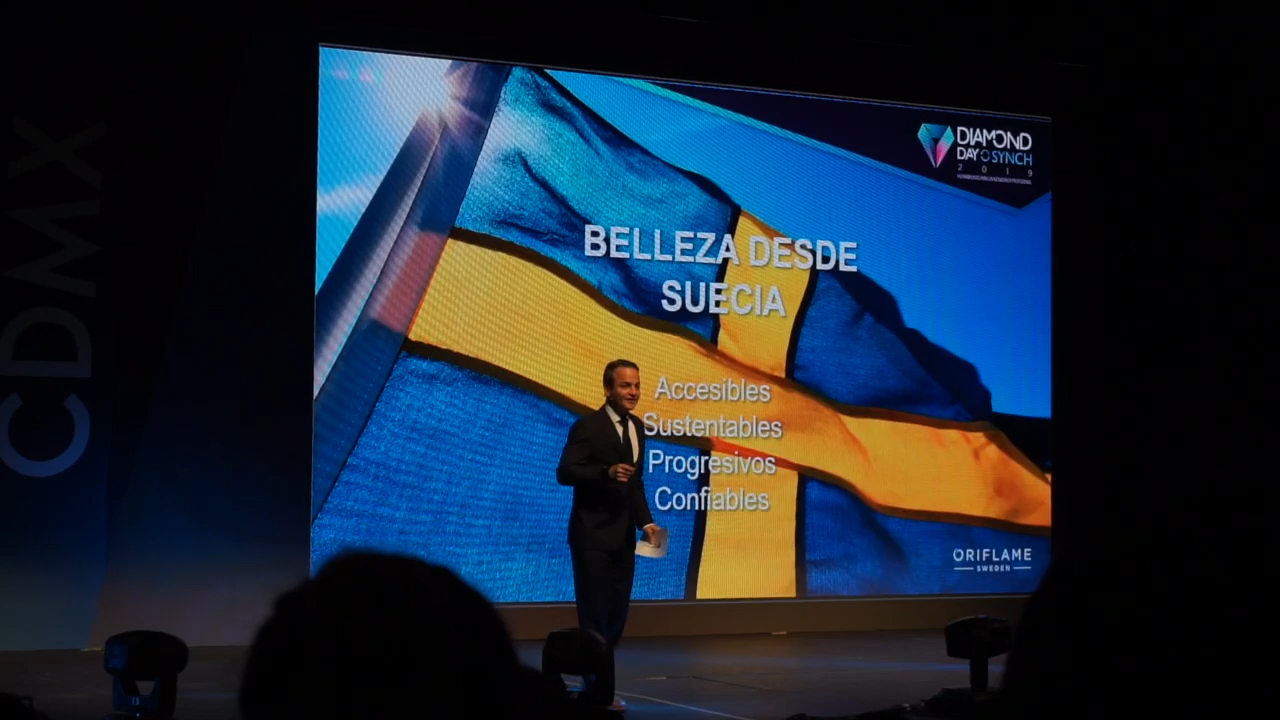 CDMX
DIAMOND
DAY SYNCH
2019
BELLEZA DESDE
SUECIA
Accesibles
Sustentables
Progresivos
Confiables
ORIFLAME
SWEDEN